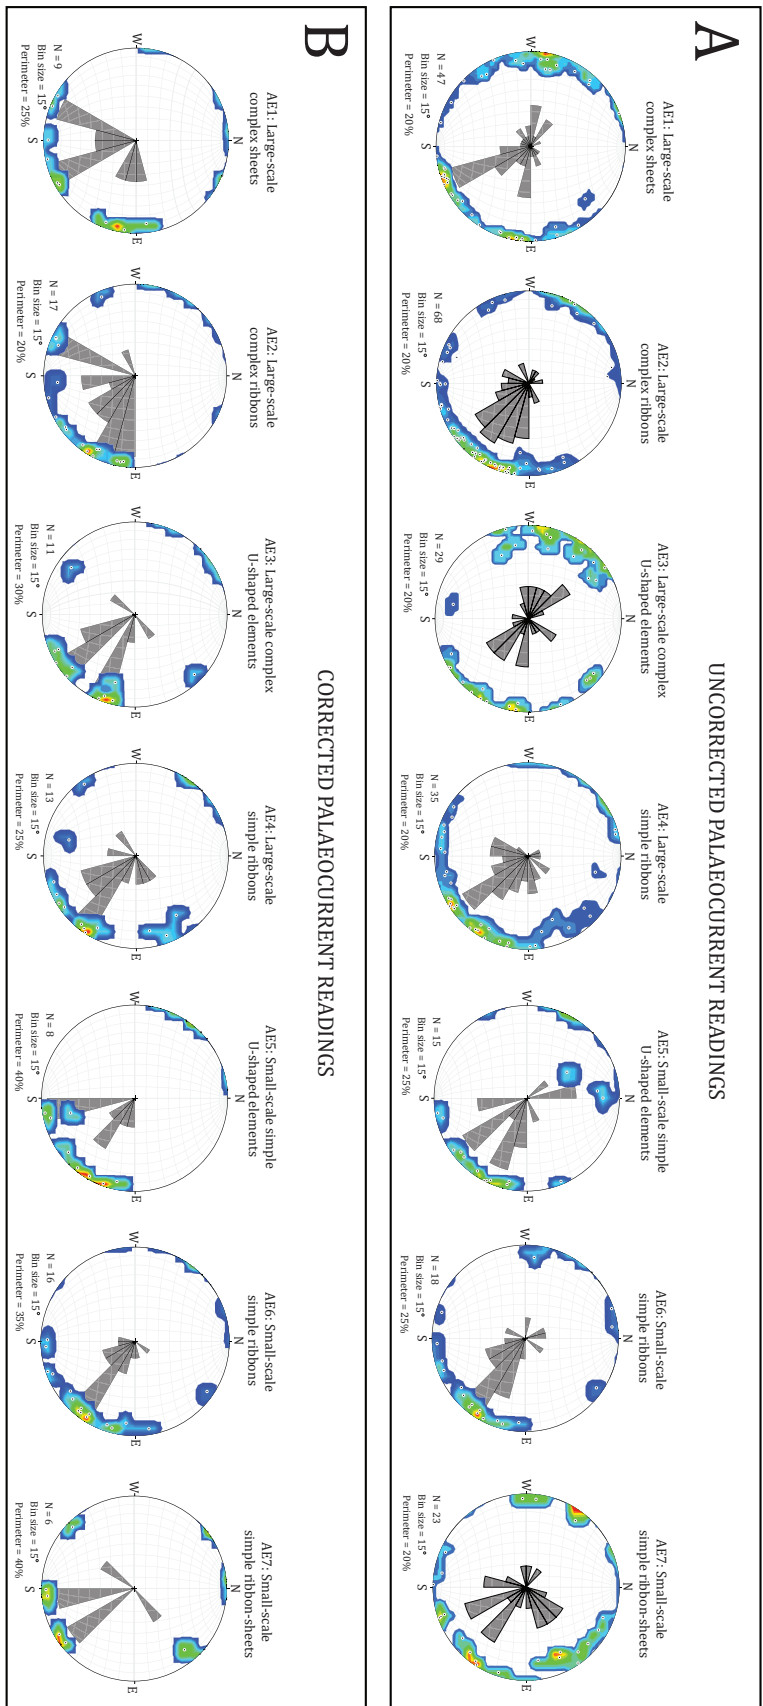 A
UNCORRECTED PALAEOCURRENT READINGS
AE1: Large-scale
complex sheets
N
W
E
S
N = 47
Bin size = 15°
Perimeter = 20%
AE2: Large-scale
complex ribbons
N
W
E
S
N = 68
Bin size = 15°
Perimeter = 20%
AE3: Large-scale complex
U-shaped elements
N
W
E
S
N = 29
Bin size = 15°
Perimeter = 20%
AE4: Large-scale
simple ribbons
N
W
E
S
N = 35
Bin size = 15°
Perimeter = 20%
AE5: Small-scale simple
U-shaped elements
N
W
E
S
N = 15
Bin size = 15°
Perimeter = 25%
AE6: Small-scale
simple ribbons
N
W
E
S
N = 18
Bin size = 15°
Perimeter = 25%
AE7: Small-scale
simple ribbon-sheets
N
W
E
S
N = 23
Bin size = 15°
Perimeter = 20%
B
CORRECTED PALAEOCURRENT READINGS
AE1: Large-scale
complex sheets
N
W
E
S
N = 9
Bin size = 15°
Perimeter = 25%
AE2: Large-scale
complex ribbons
N
W
E
S
N = 17
Bin size = 15°
Perimeter = 20%
AE3: Large-scale complex
U-shaped elements
N
W
E
S
N = 11
Bin size = 15°
Perimeter = 30%
AE4: Large-scale
simple ribbons
N
W
E
S
N = 13
Bin size = 15°
Perimeter = 25%
AE5: Small-scale simple
U-shaped elements
N
W
E
S
N = 8
Bin size = 15°
Perimeter = 40%
AE6: Small-scale
simple ribbons
N
W
E
S
N = 16
Bin size = 15°
Perimeter = 35%
AE7: Small-scale
simple ribbon-sheets
N
W
E
S
N = 6
Bin size = 15°
Perimeter = 40%